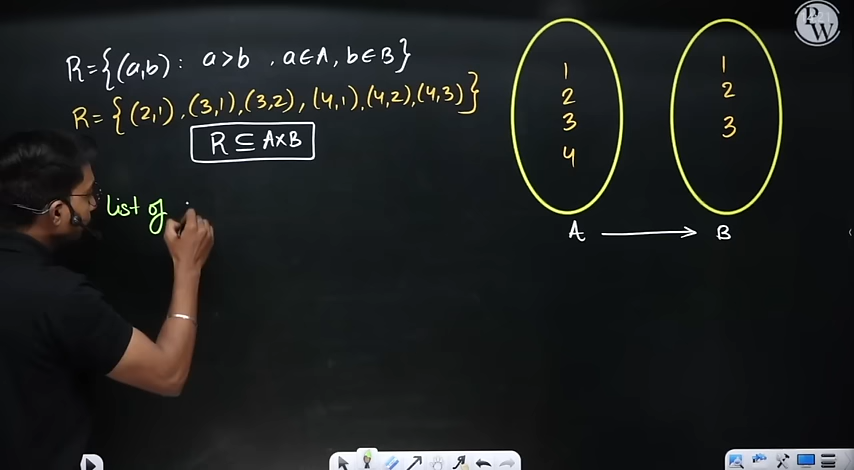 R={(a,b): a>b , a∈A, b∈B}
R={(2,1),(3,1),(3,2),(4,1),(4,2),(4,3)}
R ⊆ A×B
List of
1
2
3
4
A
1
2
3
B
PW